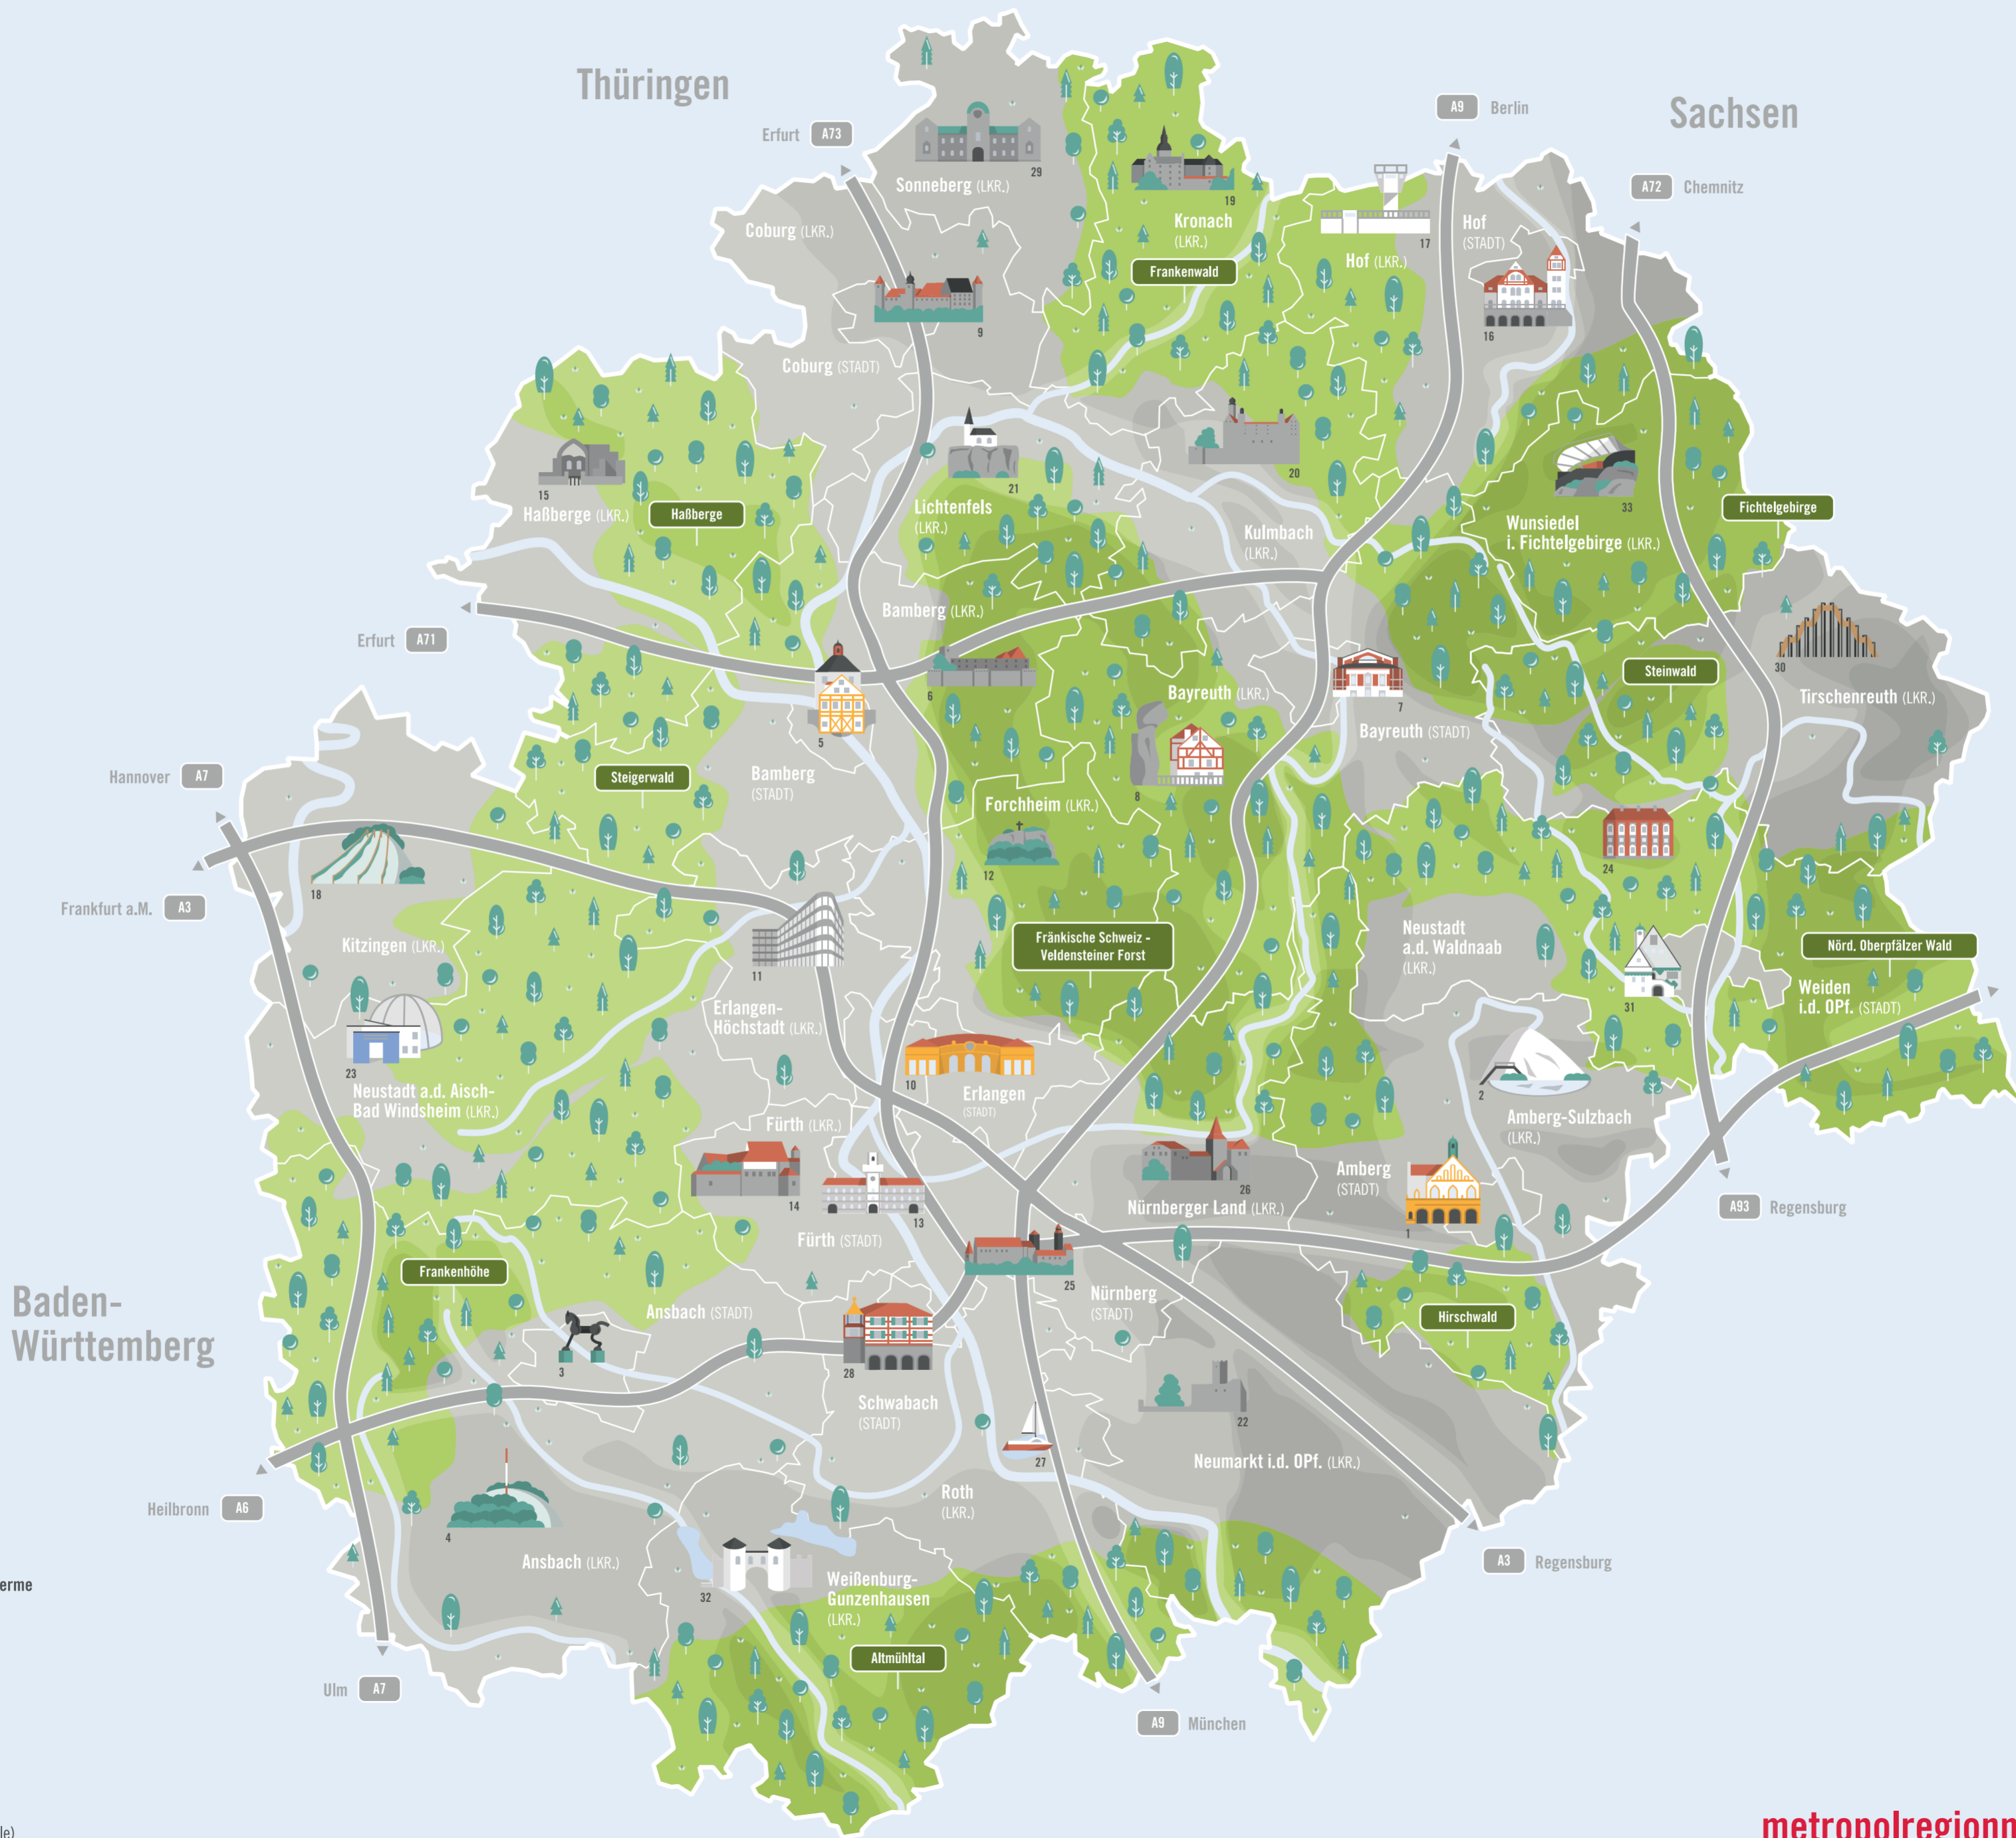 Thüringen
Sachsen
A9 Berlin
Erfurt A73
A72 Chemnitz
29
Sonneberg (LKR.)
19
Kronach
(LKR.)
Frankenwald
17
Hof (LKR.)
Hof
(STADT)
16
Coburg (LKR.)
9
Coburg (STADT)
15
Haßberge (LKR.)
Haßberge
21
Lichtenfels
(LKR.)
20
Kulmbach
(LKR.)
33
Wunsiedel
i. Fichtelgebirge (LKR.)
Fichtelgebirge
Erfurt A71
Bamberg (LKR.)
5
6
Bayreuth (LKR.)
7
Bayreuth (STADT)
Steinwald
30
Tirschenreuth (LKR.)
Hannover A7
Steigerwald
Bamberg
(STADT)
8
Forchheim (LKR.)
12
24
18
Frankfurt a.M. A3
Kitzingen (LKR.)
11
Fränkische Schweiz -
Veldensteiner Forst
Neustadt
a.d. Waldnaab
(LKR.)
Nörd. Oberpfälzer Wald
31
Weiden
i.d. OPf. (STADT)
23
Neustadt a.d. Aisch-
Bad Windsheim (LKR.)
Erlangen-
Höchstadt (LKR.)
10
Erlangen
(STADT)
2
Amberg-Sulzbach
(LKR.)
Fürth (LKR.)
14
13
Fürth (STADT)
26
Nürnberger Land (LKR.)
Amberg
(STADT)
1
A93 Regensburg
Frankenhöhe
Baden-
Württemberg
25
Nürnberg
(STADT)
Hirschwald
Ansbach (STADT)
3
28
Schwabach
(STADT)
22
27
Neumarkt i.d. OPf. (LKR.)
Heilbronn A6
4
Roth
(LKR.)
Ansbach (LKR.)
A3 Regensburg
erme
32
Weißenburg-
Gunzenhausen
(LKR.)
Altmühltal
Ulm A7
A9 München
le)
metropolregionn